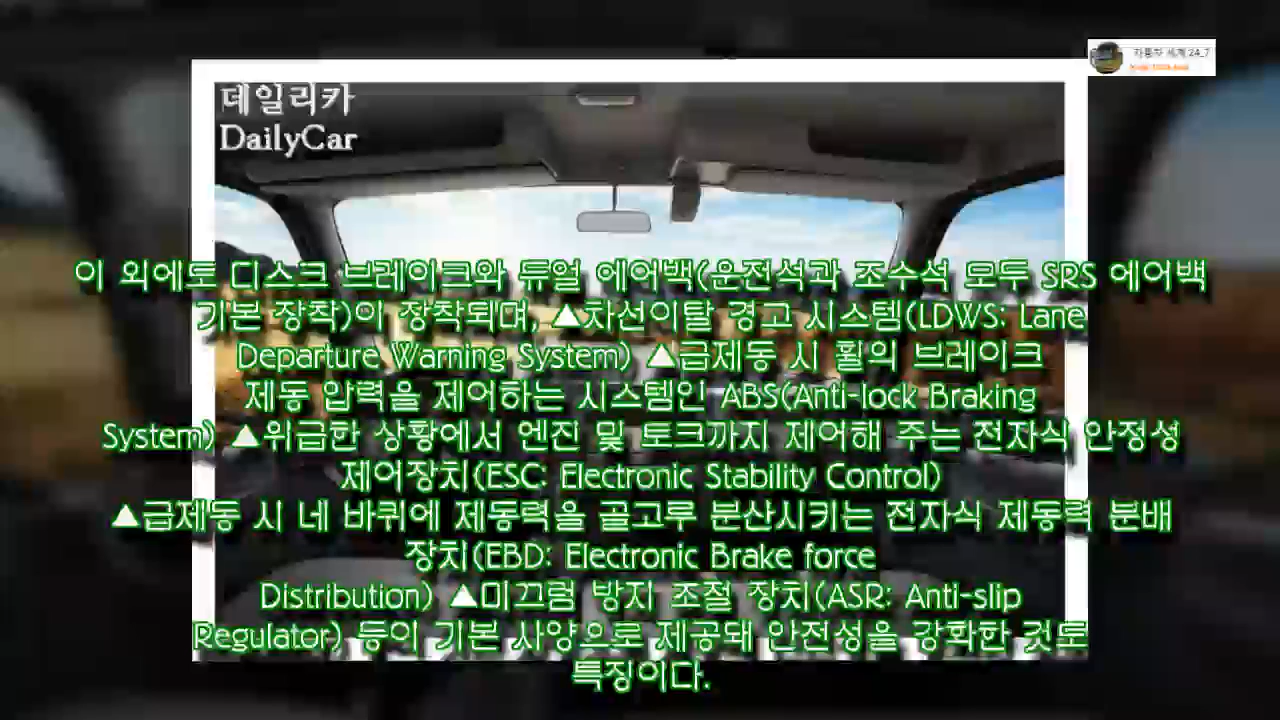 자동차 세계 24_7
데일리카
DailyCar
이 외에도 디스크 브레이크와 듀얼 에어백(운전석과 조수석 모두 SRS 에어백
기본 장착)이 장착되며, ▲차선이탈 경고 시스템(LDWS: Lane
Departure Warning System) ▲급제동 시 휠의 브레이크
제동 압력을 제어하는 시스템인 ABS(Anti-lock Braking
System) ▲위급한 상황에서 엔진 및 토크까지 제어해 주는 전자식 안정성
제어장치(ESC: Electronic Stability Control)
▲급제동 시 네 바퀴에 제동력을 골고루 분산시키는 전자식 제동력 분배
장치(EBD: Electronic Brake force
Distribution) ▲미끄럼 방지 조절 장치(ASR: Anti-slip
Regulator) 등이 기본 사양으로 제공돼 안전성을 강화한 것도
특징이다.